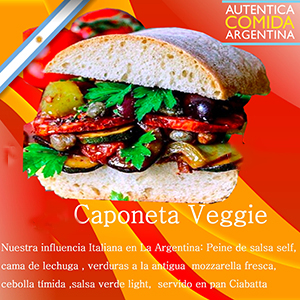 AUTENTICA
COMIDA
ARGENTINA
Caponeta Veggie
Nuestra influencia Italiana en La Argentina: Peine de salsa self,
cama de lechuga , verduras a la antigua mozzarella fresca,
cebolla tímida ,salsa verde light, servido en pan Ciabatta